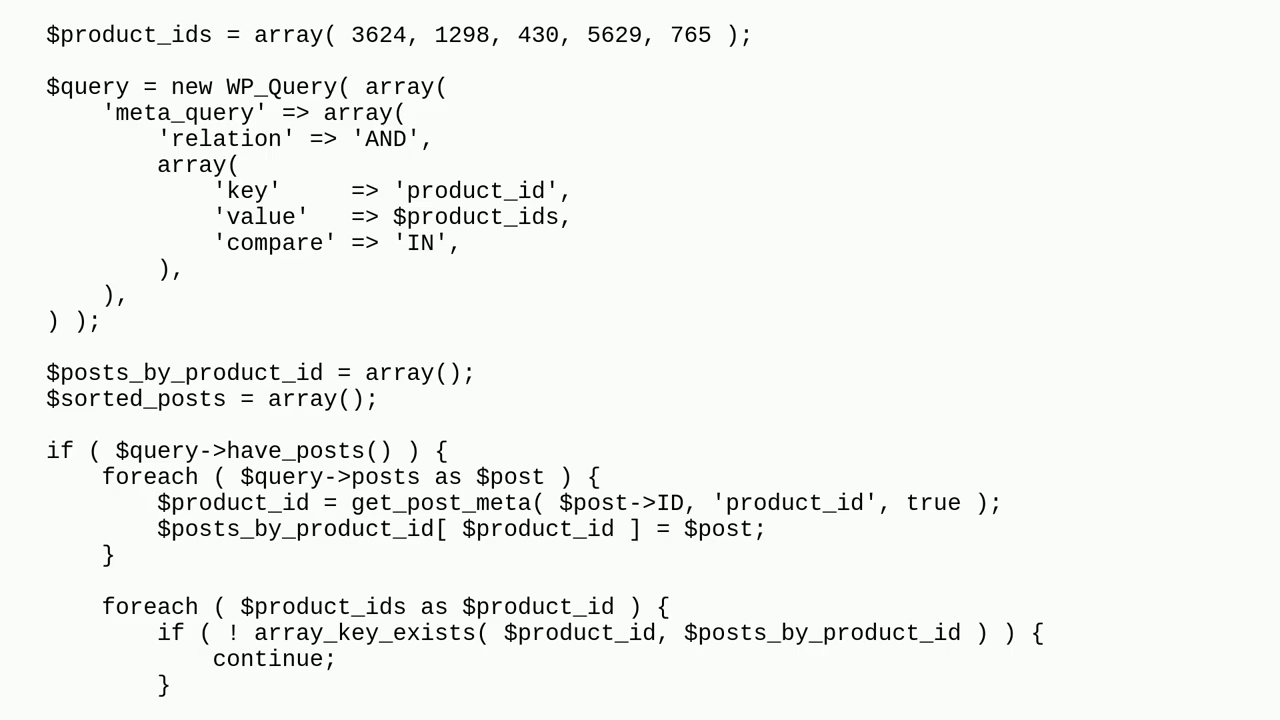 $product_ids = array( 3624, 1298, 430, 5629, 765 );

$query = new WP_Query( array(
    'meta_query' => array(
        'relation' => 'AND',
        array(
            'key'     => 'product_id',
            'value'   => $product_ids,
            'compare' => 'IN',
        ),
    ),
) );

$posts_by_product_id = array();
$sorted_posts = array();

if ( $query->have_posts() ) {
    foreach ( $query->posts as $post ) {
        $product_id = get_post_meta( $post->ID, 'product_id', true );
        $posts_by_product_id[ $product_id ] = $post;
    }

    foreach ( $product_ids as $product_id ) {
        if ( ! array_key_exists( $product_id, $posts_by_product_id ) ) {
            continue;
        }